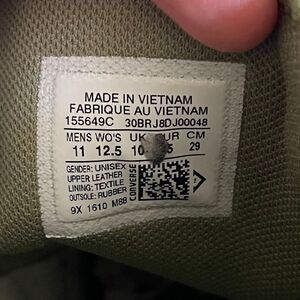 MADE IN VIETNAM
FABRIQUE AU VIETNAM
155649C 30BRJ8DJ00048
MENS WO'S UK CM
11 12.5 10 29
GENDER: UNISEX
UPPER: LEATHER
LINING: TEXTILE
OUTSOLE: RUBBER
CONVERSE
9X 1610 M88